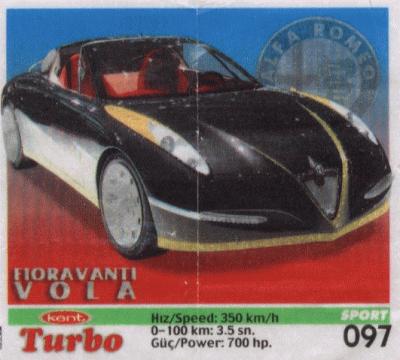 ALFA ROMEO
FIORAVANTI
VOLA
kent.
Turbo
Hız/Speed: 350 km/h
0-100 km: 3.5 sn.
Güç/Power: 700 hp.
SPORT
097